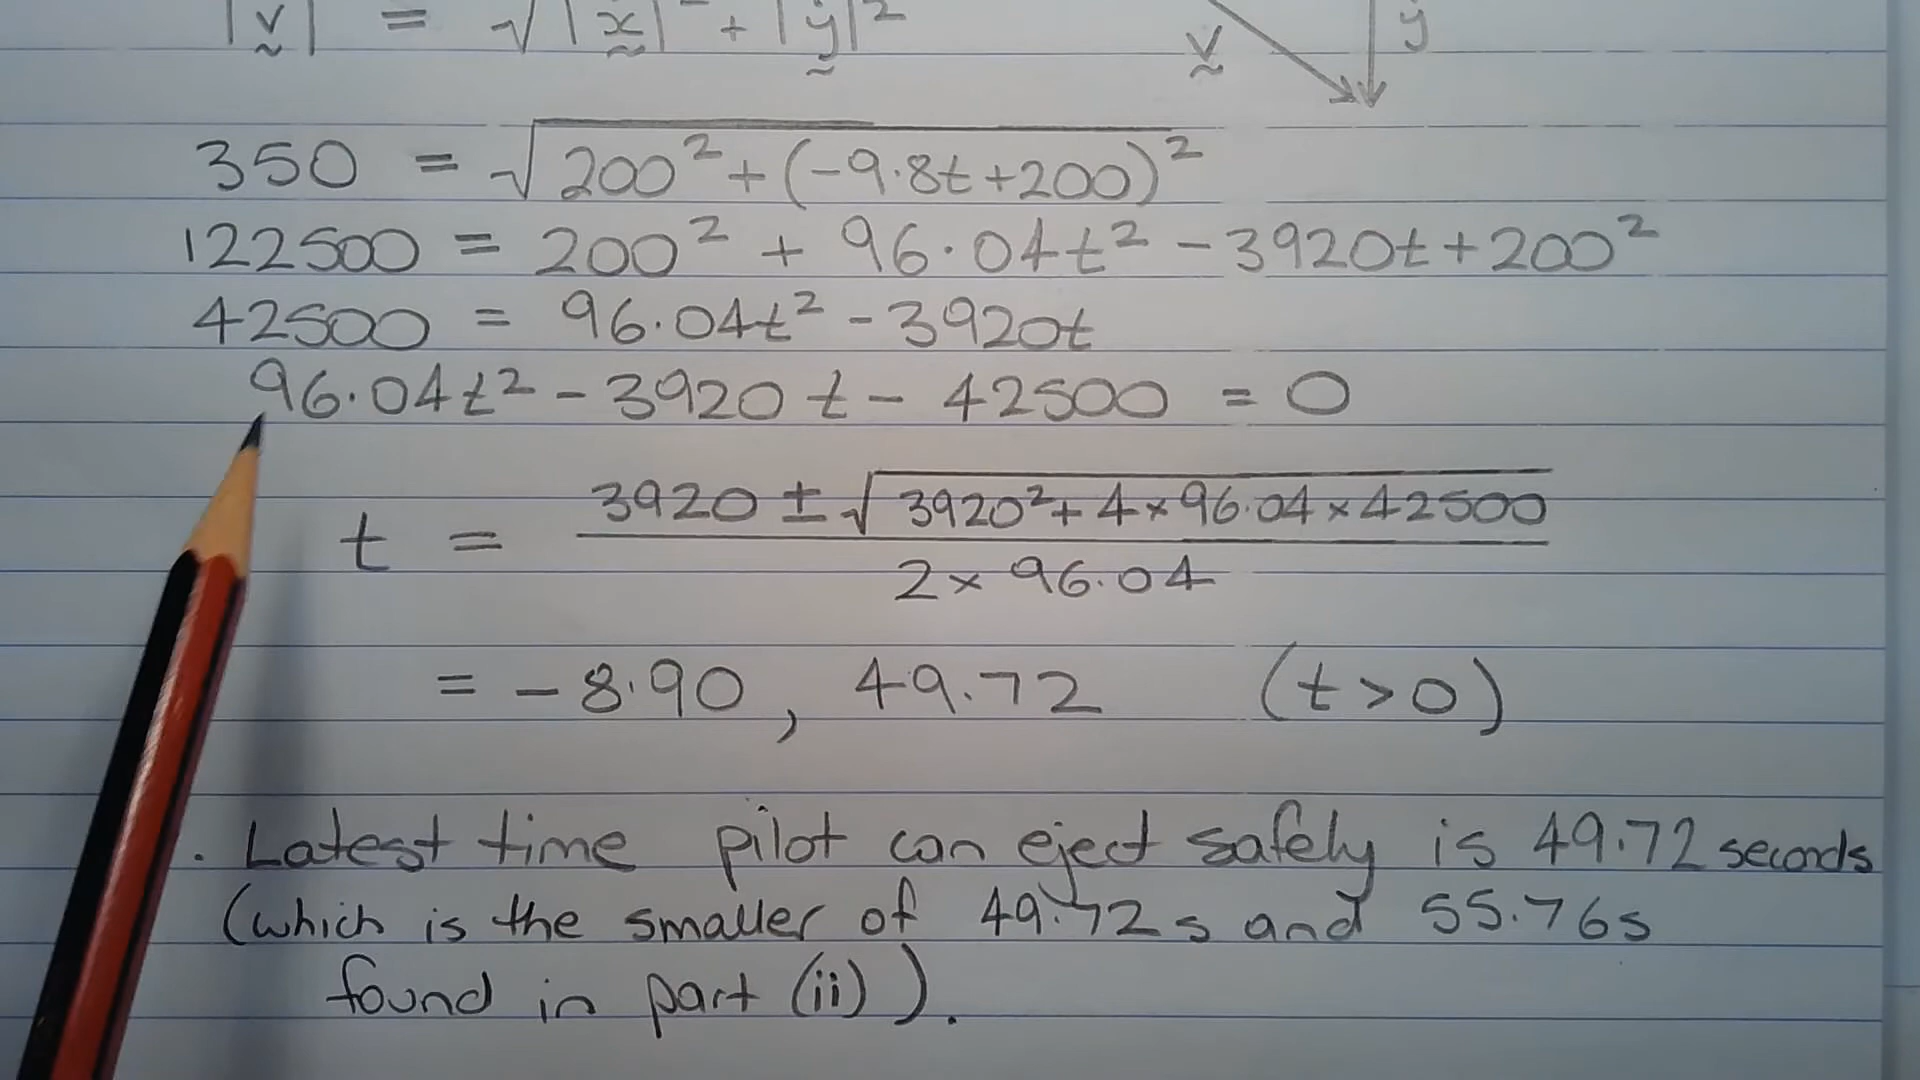 |v| = √|ẋ|² + |ẏ|²
v ẏ
350 = √200² + (-9.8t+200)²
122500 = 200² + 96.04t² - 3920t + 200²
42500 = 96.04t² - 3920t
96.04t² - 3920t - 42500 = 0
t = 3920 ± √3920² + 4 × 96.04 × 42500
2 × 96.04
= -8.90, 49.72 (t > 0)
. Latest time pilot can eject safely is 49.72 seconds
(which is the smaller of 49.72s and 55.76s
found in part (ii)).